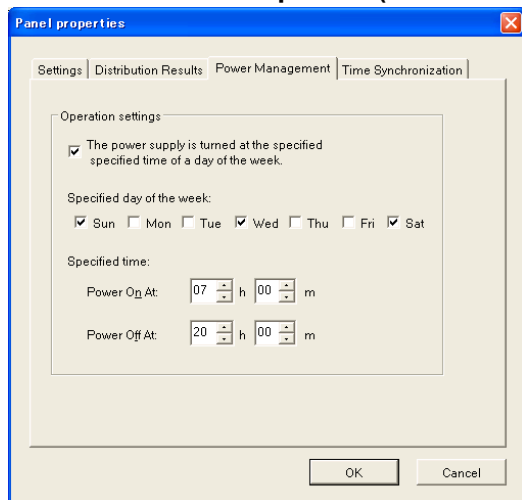 Panel properties
Settings Distribution Results Power Management Time Synchronization
Operation settings
The power supply is turned at the specified
specified time of a day of the week.
Specified day of the week:
Sun Mon Tue Wed Thu Fri Sat
Specified time:
Power On At: 07 h 00 m
Power Off At: 20 h 00 m
OK Cancel